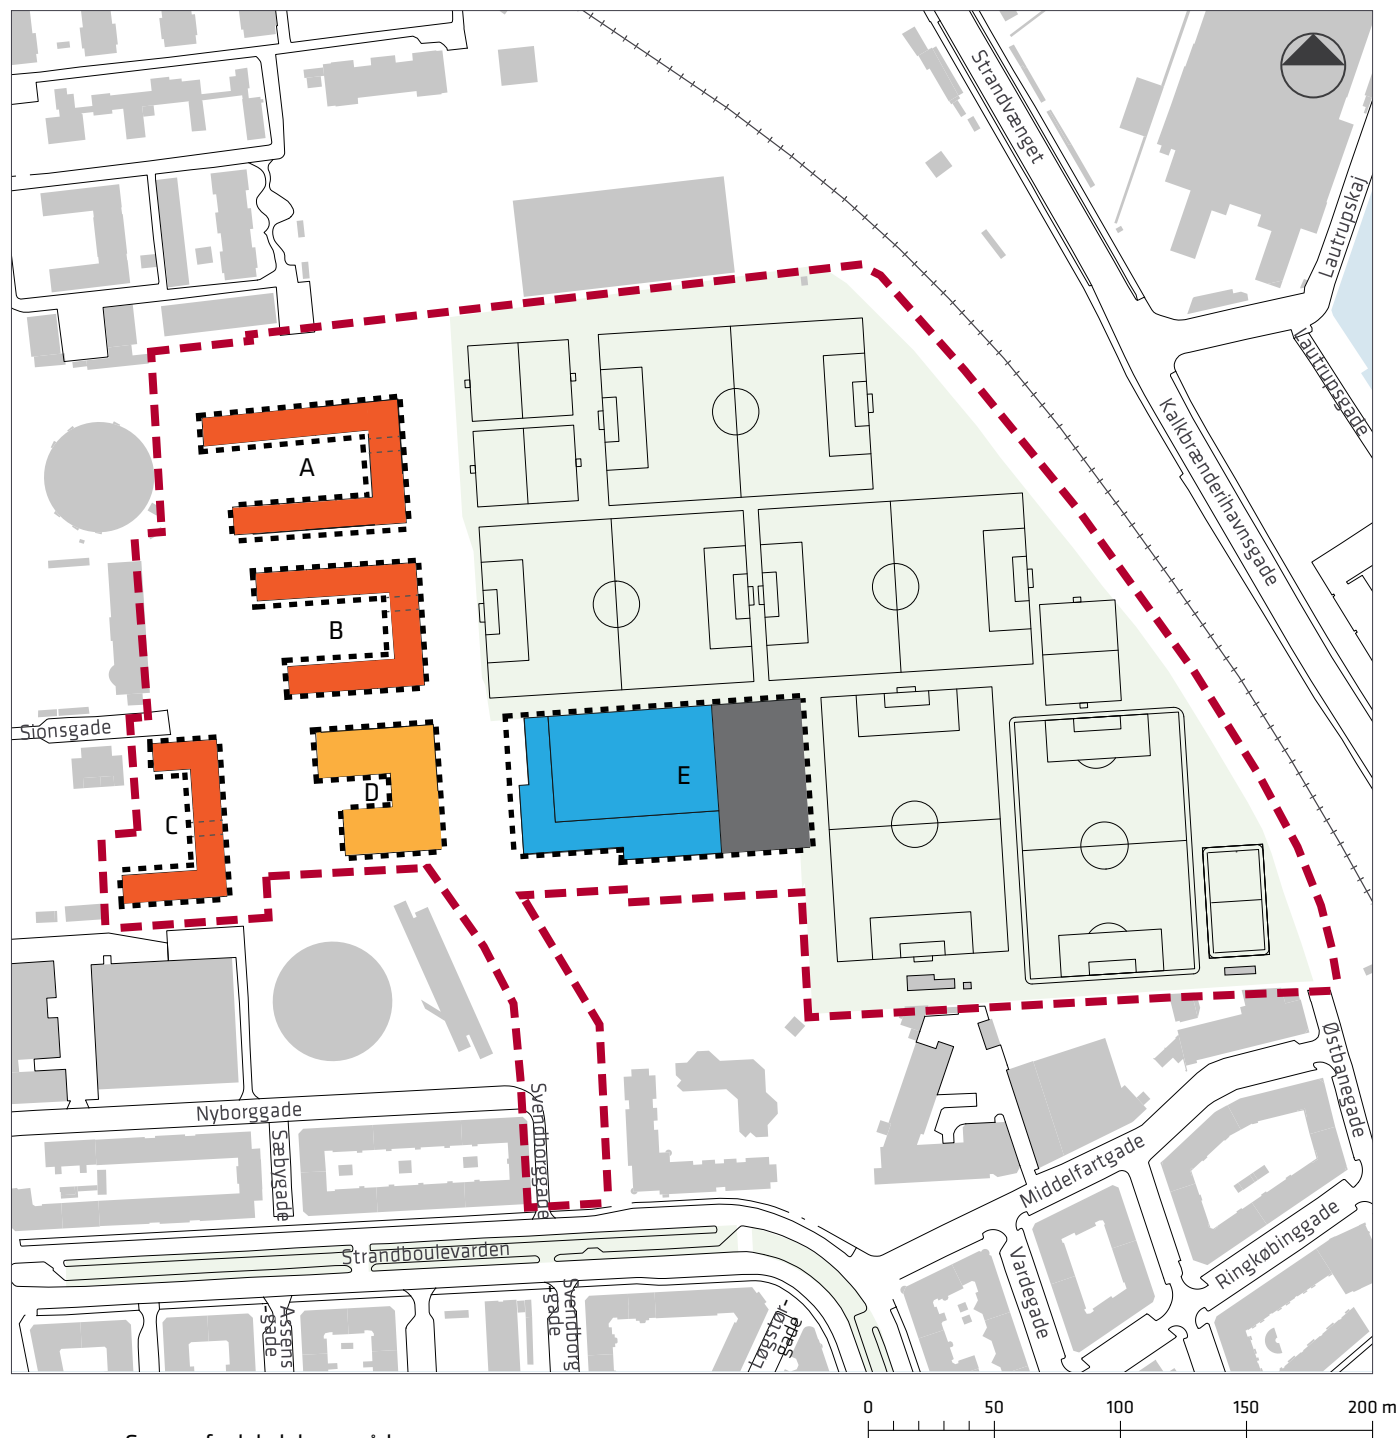 Strandvænget
Lautrupskaj
Lautrupsgade
Kalkbrænderihavnsgade
A
B
Sionsgade
C
D
E
Østbanegade
Nyborggade
Sæbygade
Svendborggade
Middelfartgade
Strandboulevarden
Ringkøbinggade
Vardegade
Assens
-gade
Svendborg
-gade
Løgstør-
gade
0
50
100
150
200 m